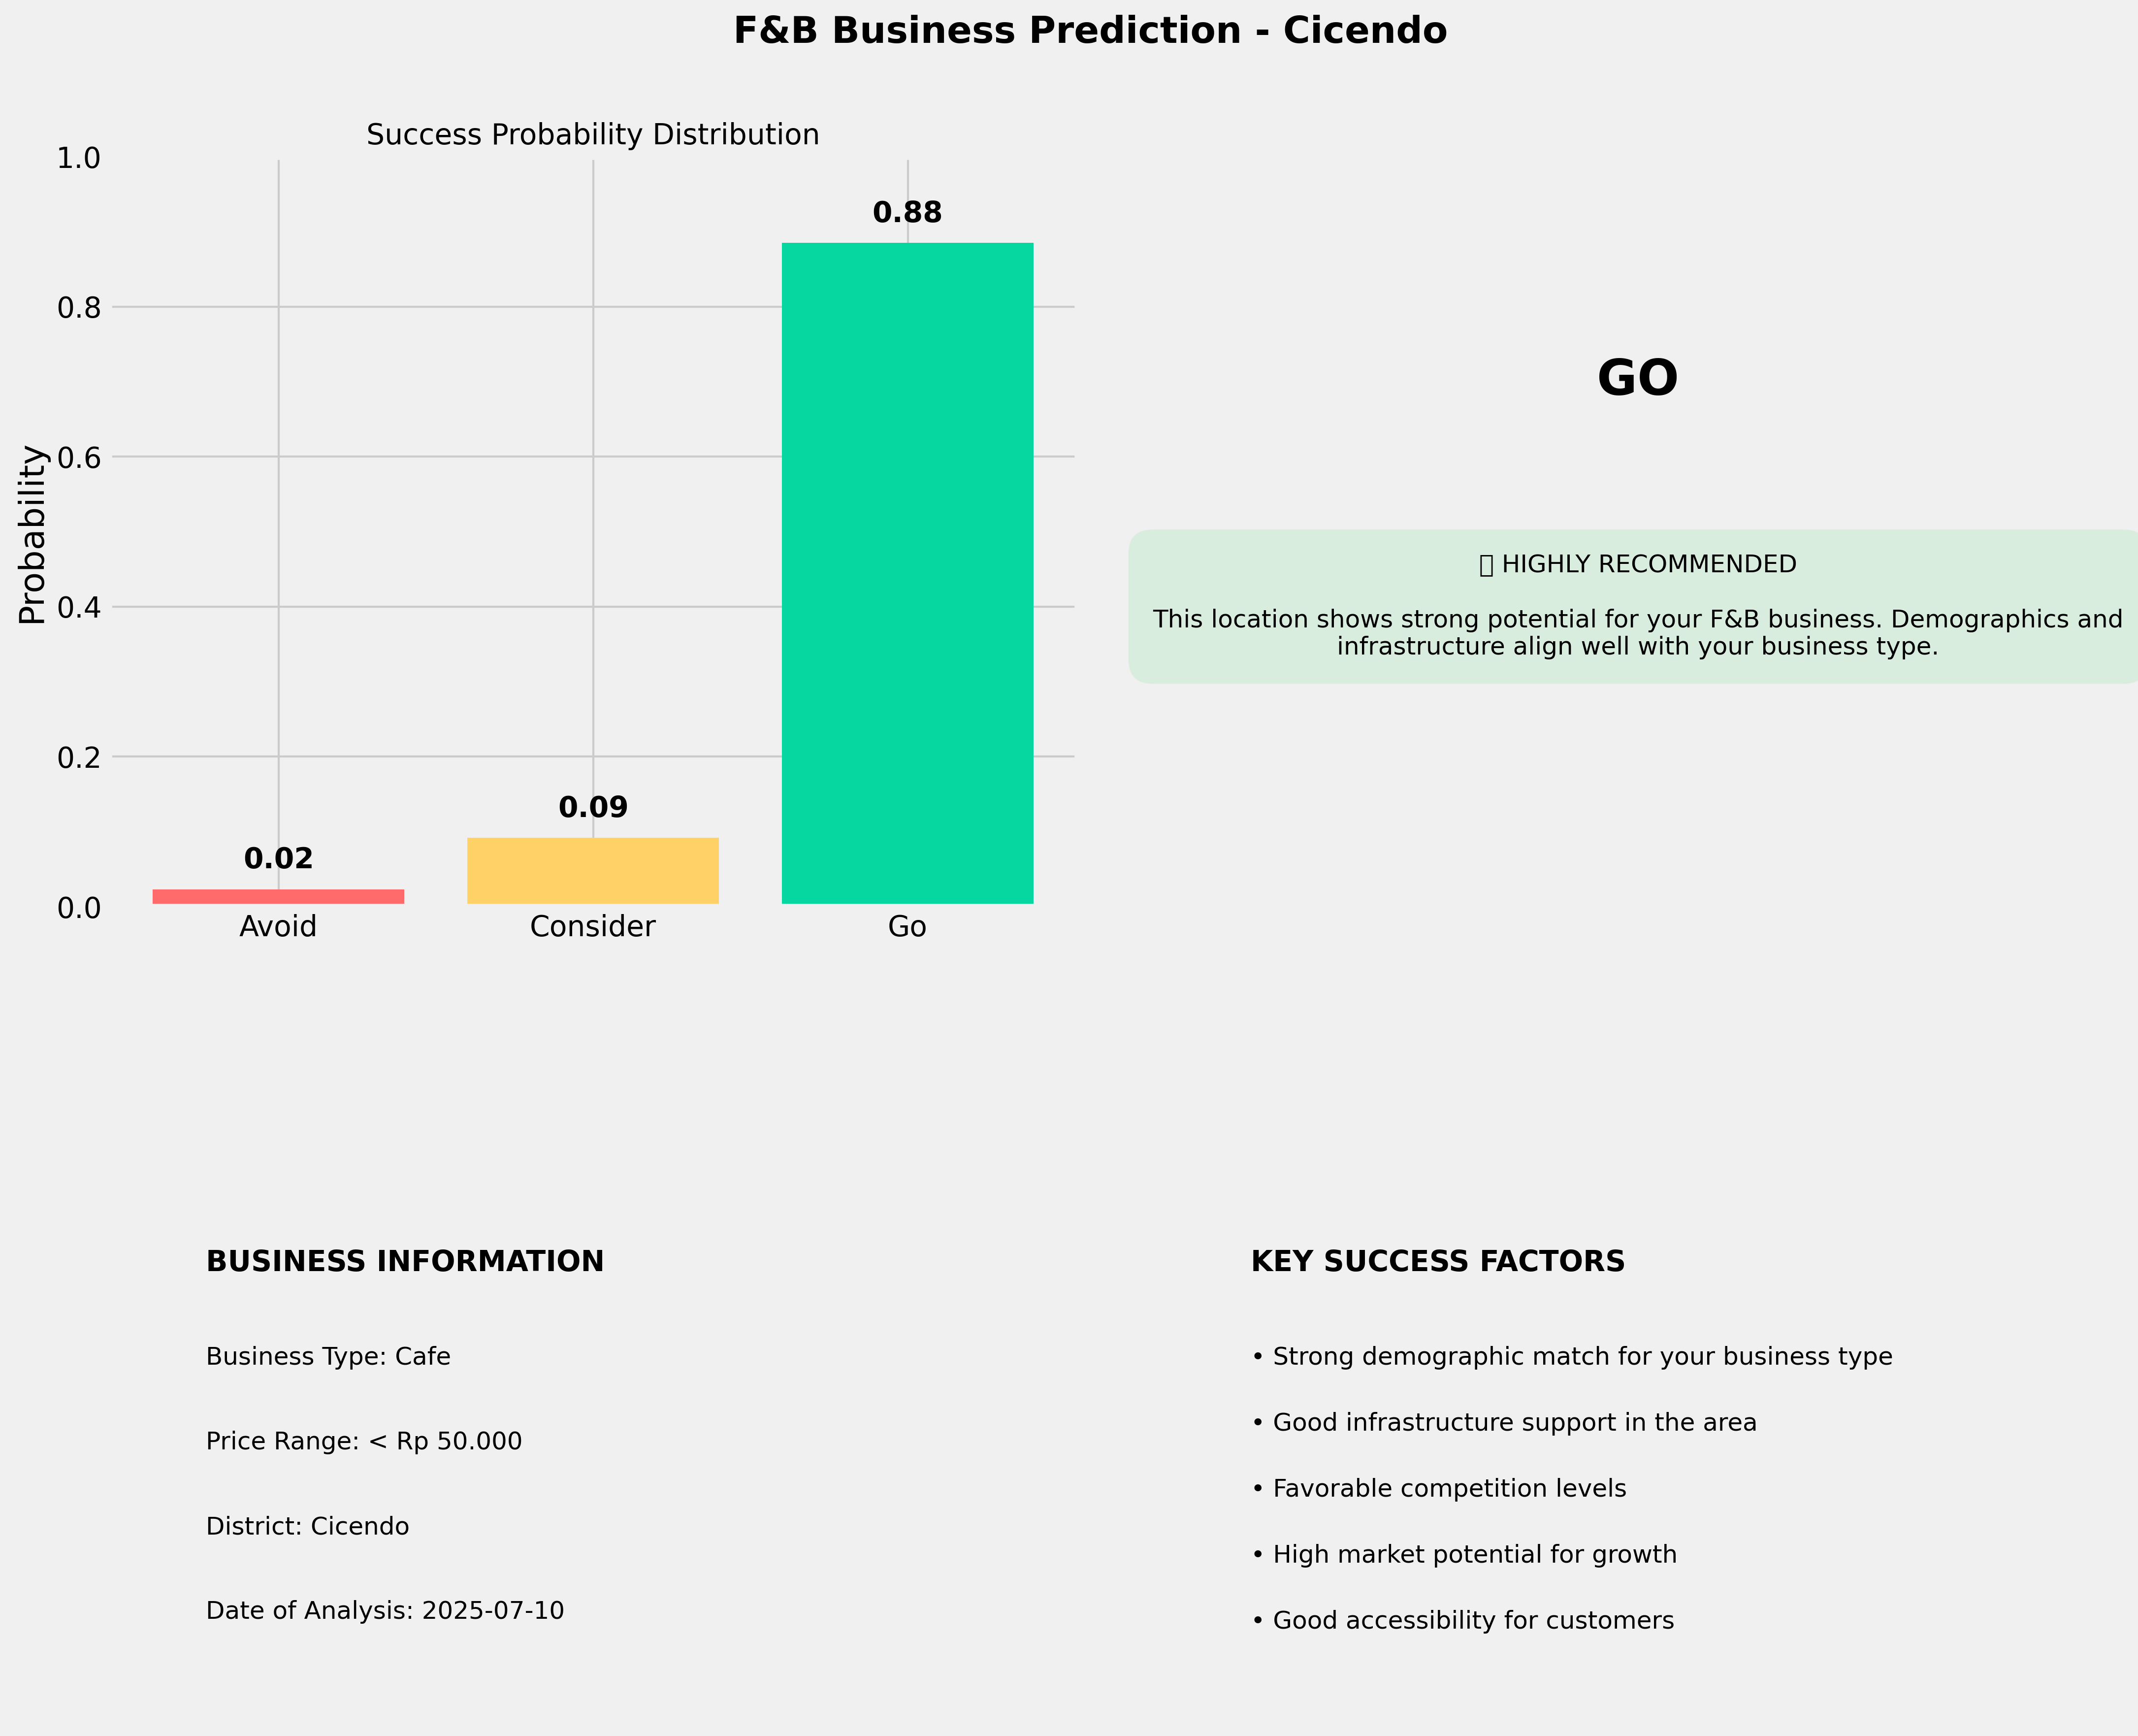 F&B Business Prediction - Cicendo
Success Probability Distribution
Probability
1.0
0.8
0.6
0.4
0.2
0.0
0.02
0.09
0.88
Avoid
Consider
Go
GO
HIGHLY RECOMMENDED
This location shows strong potential for your F&B business. Demographics and
infrastructure align well with your business type.
BUSINESS INFORMATION
Business Type: Cafe
Price Range: < Rp 50.000
District: Cicendo
Date of Analysis: 2025-07-10
KEY SUCCESS FACTORS
• Strong demographic match for your business type
• Good infrastructure support in the area
• Favorable competition levels
• High market potential for growth
• Good accessibility for customers